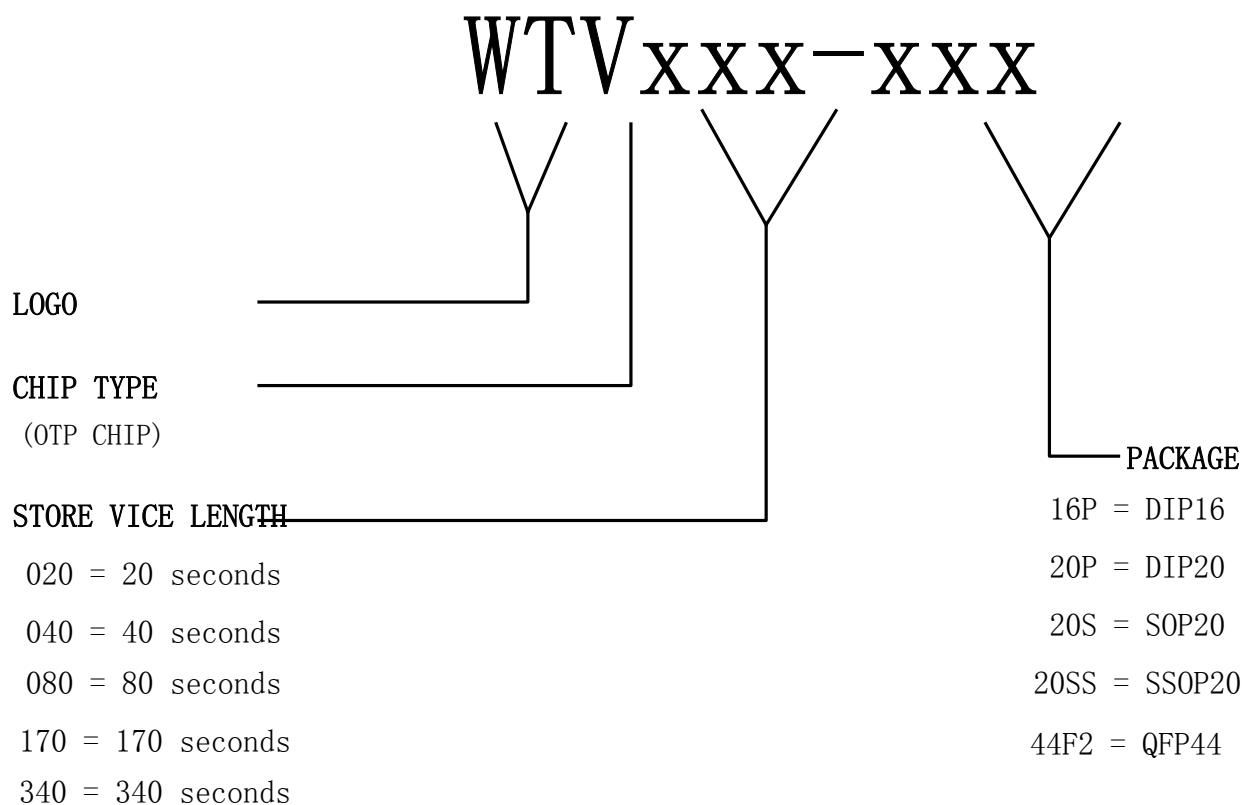 WTVxxx-xxx
LOGO
CHIP TYPE
(OTP CHIP)
STORE VICE LENGTH
020 = 20 seconds
040 = 40 seconds
080 = 80 seconds
170 = 170 seconds
340 = 340 seconds
PACKAGE
16P = DIP16
20P = DIP20
20S = SOP20
20SS = SSOP20
44F2 = QFP44